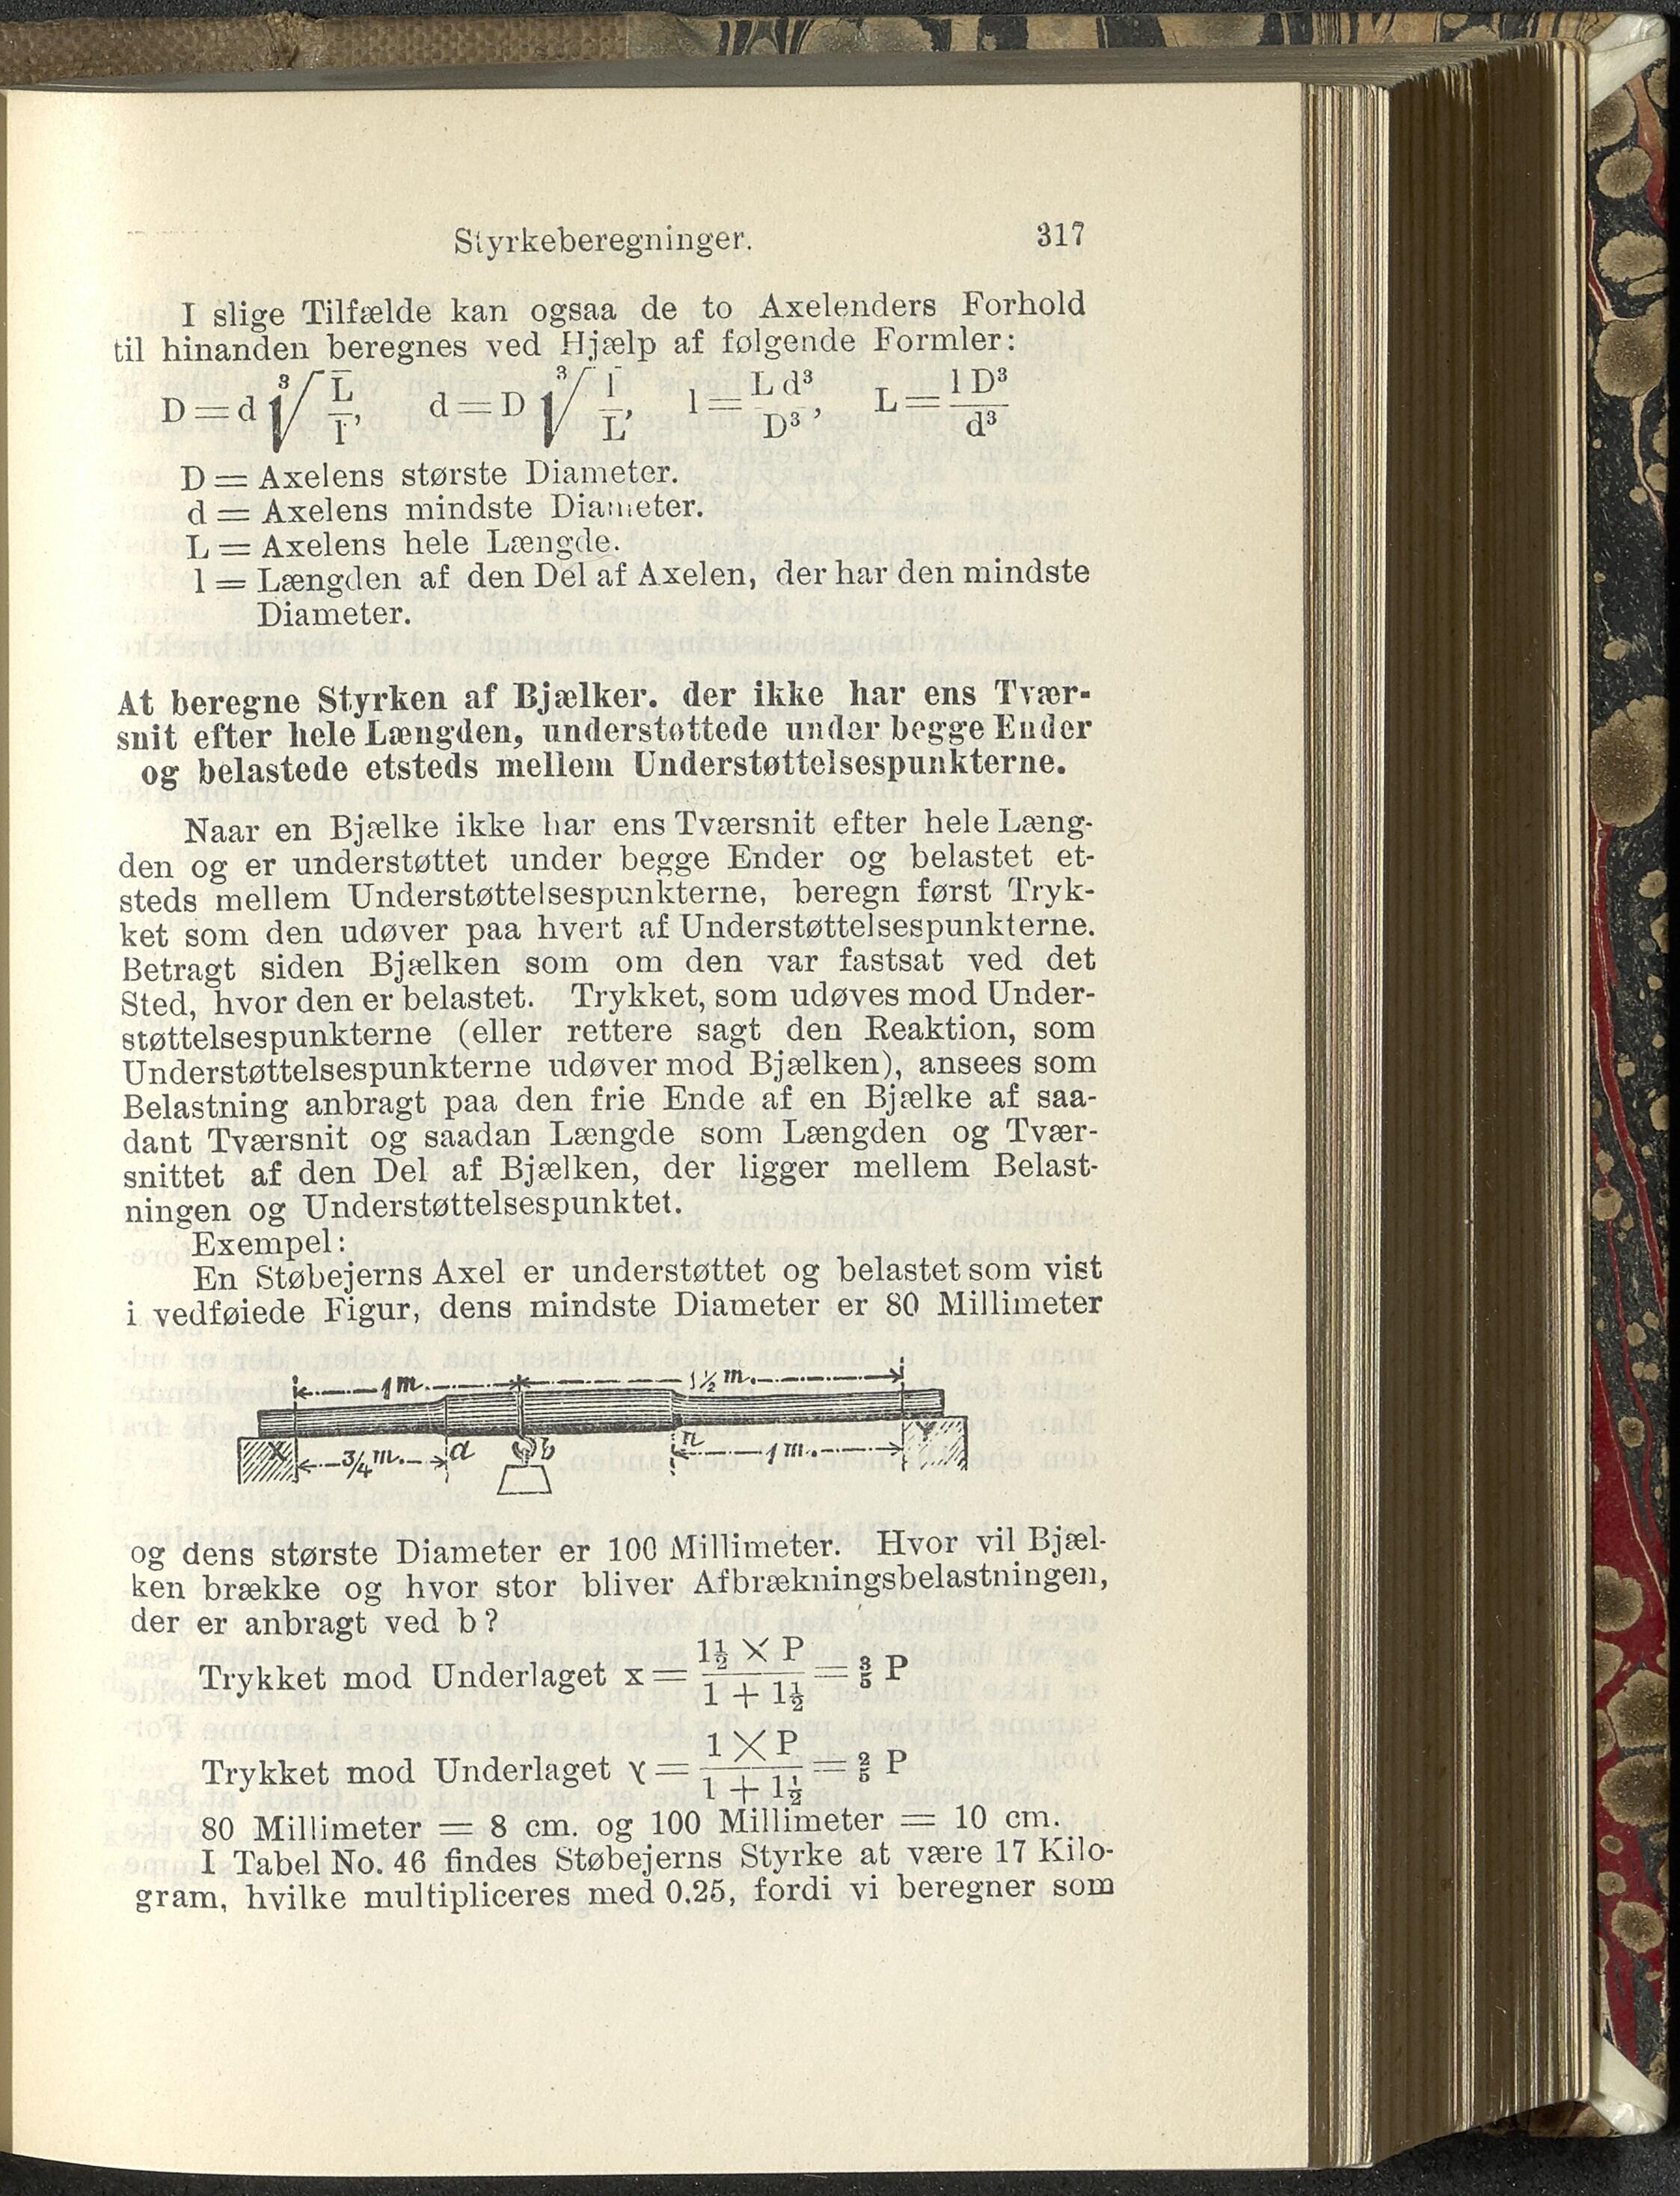 Styrkeberegninger. 317
I slige Tilfælde kan ogsaa de to Axelenders Forhold
til hinanden beregnes ved Hjælp af følgende Formler:
D = d ∛(L/l), d = D ∛(l/L), l = L d³/D³, L = l D³/d³
D = Axelens største Diameter.
d = Axelens mindste Diameter.
L = Axelens hele Længde.
l = Længden af den Del af Axelen, der har den mindste
Diameter.
At beregne Styrken af Bjælker. der ikke har ens Tvær-
snit efter hele Længden, understøttede under begge Ender
og belastede etsteds mellem Understøttelsespunkterne.
Naar en Bjælke ikke har ens Tværsnit efter hele Læng-
den og er understøttet under begge Ender og belastet et-
steds mellem Understøttelsespunkterne, beregn først Tryk-
ket som den udøver paa hvert af Understøttelsespunkterne.
Betragt siden Bjælken som om den var fastsat ved det
Sted, hvor den er belastet. Trykket, som udøves mod Under-
støttelsespunkterne (eller rettere sagt den Reaktion, som
Understøttelsespunkterne udøver mod Bjælken), ansees som
Belastning anbragt paa den frie Ende af en Bjælke af saa-
dant Tværsnit og saadan Længde som Længden og Tvær-
snittet af den Del af Bjælken, der ligger mellem Belast-
ningen og Understøttelsespunktet.
Exempel:
En Støbejerns Axel er understøttet og belastet som vist
i vedføiede Figur, dens mindste Diameter er 80 Millimeter
1 m. 1½ m.
X ¾ m. a b n 1 m. Y
og dens største Diameter er 100 Millimeter. Hvor vil Bjæl-
ken brække og hvor stor bliver Afbrækningsbelastningen,
der er anbragt ved b?
Trykket mod Underlaget x = (1½ × P)/(1 + 1½) = ⅗ P
Trykket mod Underlaget Y = (1 × P)/(1 + 1½) = ⅖ P
80 Millimeter = 8 cm. og 100 Millimeter = 10 cm.
I Tabel No. 46 findes Støbejerns Styrke at være 17 Kilo-
gram, hvilke multipliceres med 0.25, fordi vi beregner som